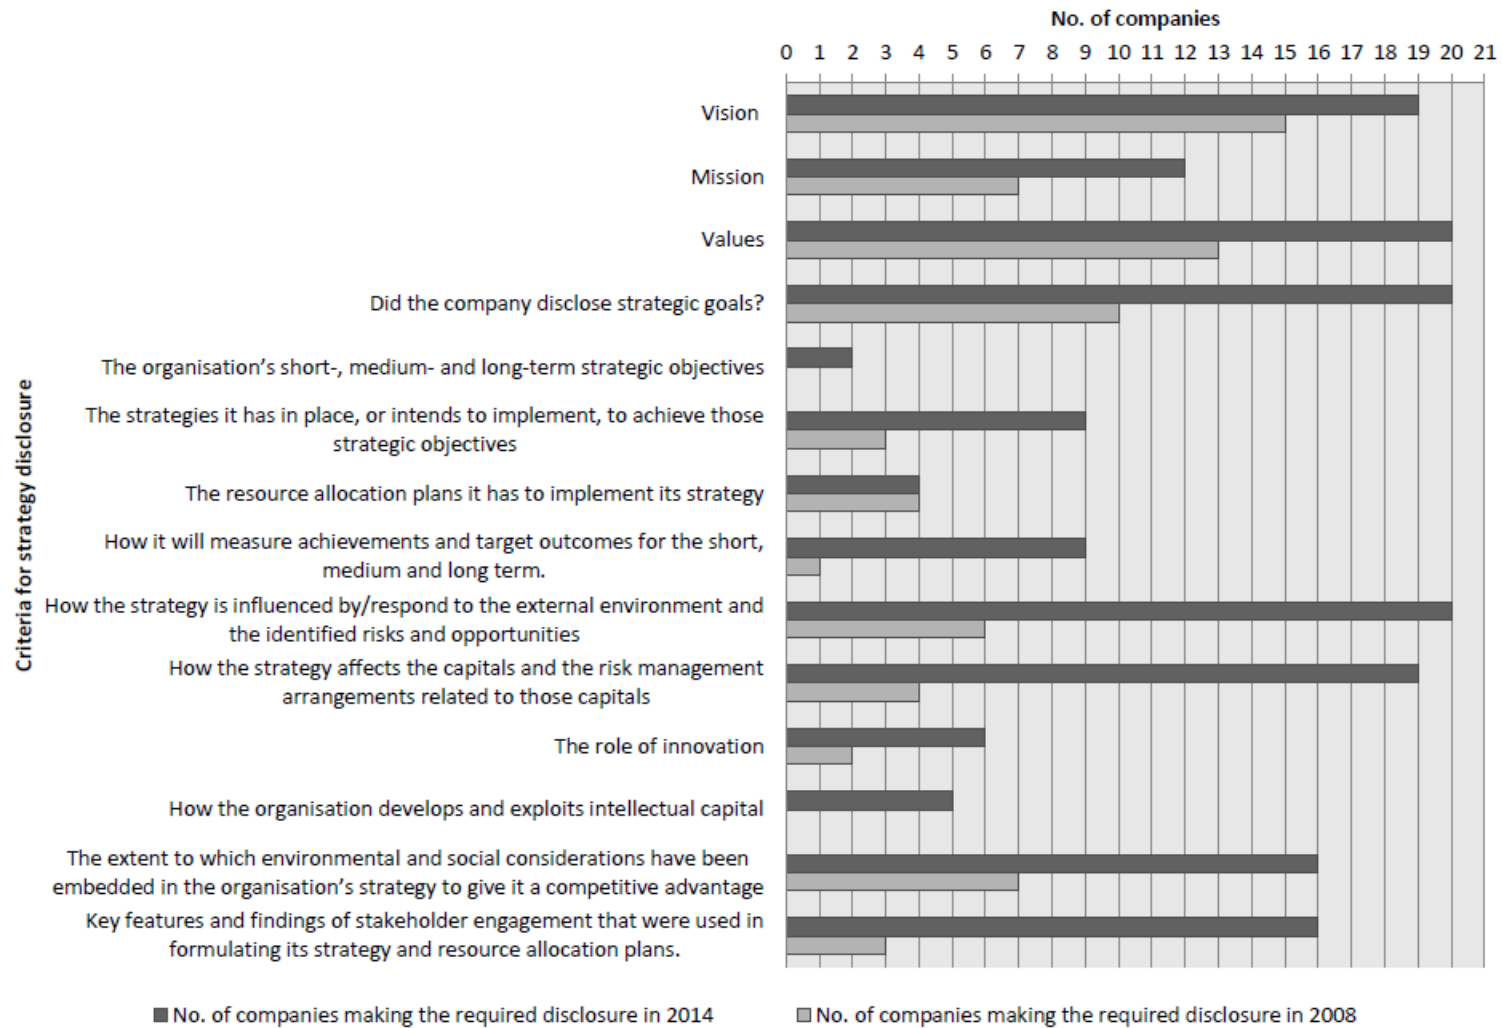 No. of companies
0 1 2 3 4 5 6 7 8 9 10 11 12 13 14 15 16 17 18 19 20 21
Criteria for strategy disclosure
Vision
Mission
Values
Did the company disclose strategic goals?
The organisation’s short-, medium- and long-term strategic objectives
The strategies it has in place, or intends to implement, to achieve those
strategic objectives
The resource allocation plans it has to implement its strategy
How it will measure achievements and target outcomes for the short,
medium and long term.
How the strategy is influenced by/respond to the external environment and
the identified risks and opportunities
How the strategy affects the capitals and the risk management
arrangements related to those capitals
The role of innovation
How the organisation develops and exploits intellectual capital
The extent to which environmental and social considerations have been
embedded in the organisation’s strategy to give it a competitive advantage
Key features and findings of stakeholder engagement that were used in
formulating its strategy and resource allocation plans.
No. of companies making the required disclosure in 2014
No. of companies making the required disclosure in 2008